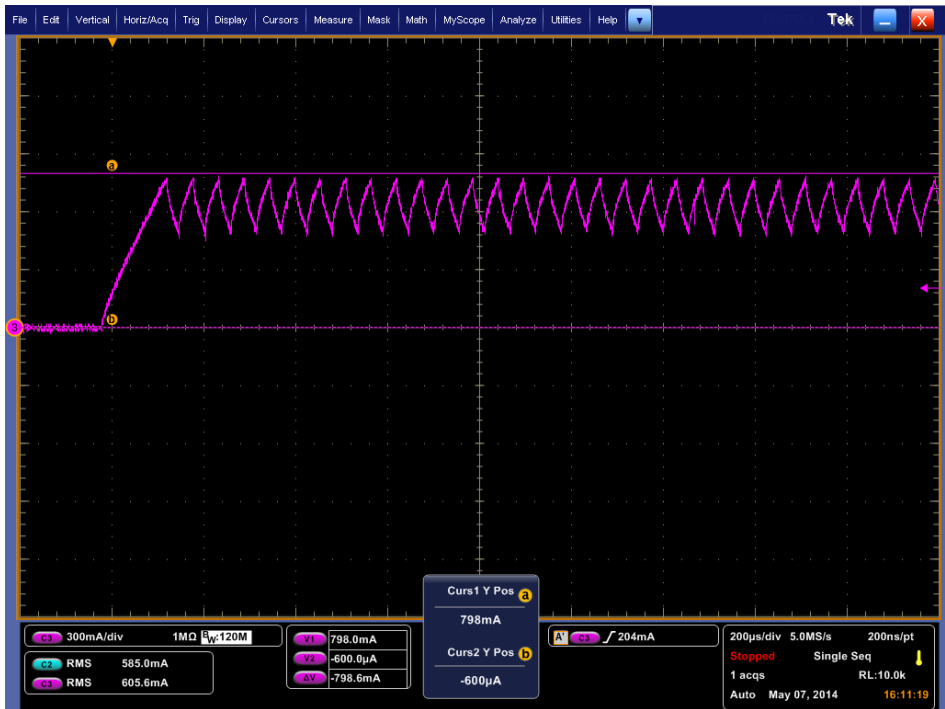 File Edit Vertical Horiz/Acq Trig Display Cursors Measure Mask Math MyScope Analyze Utilities Help Tek X
a
b
3
Curs1 Y Pos a
798mA
Curs2 Y Pos b
-600µA
C3 300mA/div 1MΩ BW:120M
C2 RMS 585.0mA
C3 RMS 605.6mA
V1 798.0mA
V2 -600.0µA
ΔV -798.6mA
A' C3 204mA
200µs/div 5.0MS/s 200ns/pt
Stopped Single Seq
1 acqs RL:10.0k
Auto May 07, 2014 16:11:19